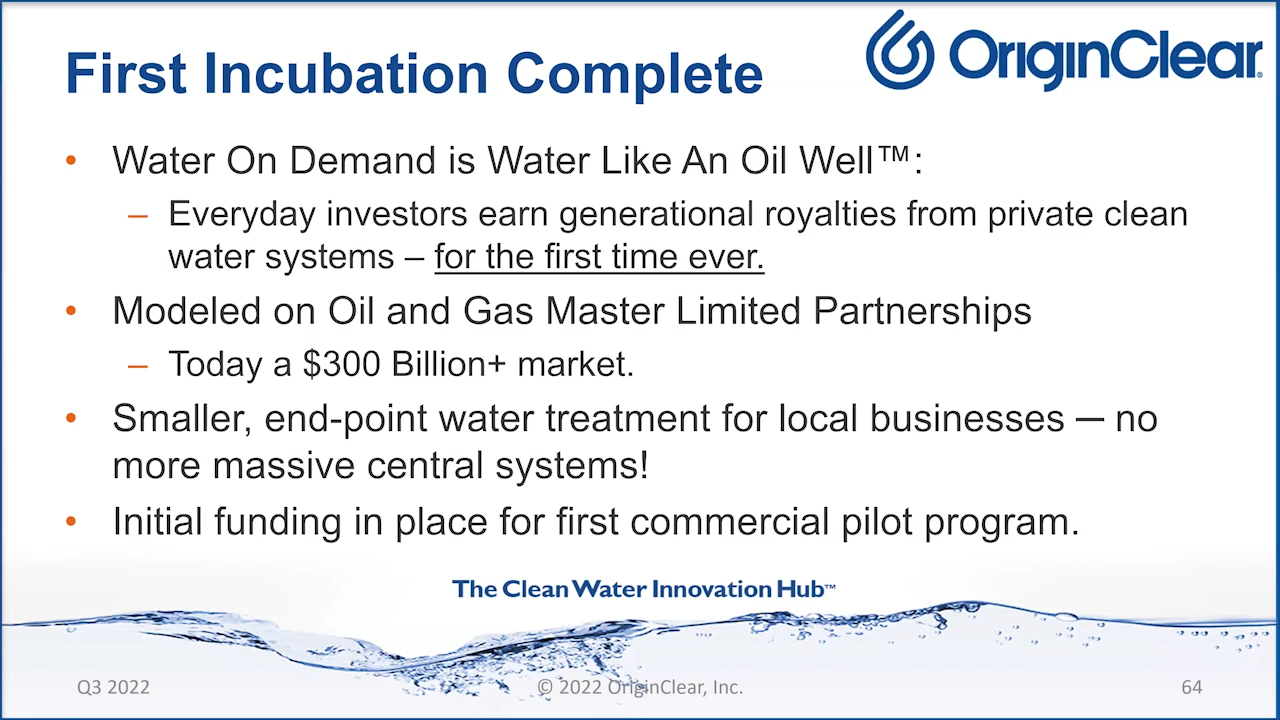 First Incubation Complete
OriginClear®
• Water On Demand is Water Like An Oil Well™:
– Everyday investors earn generational royalties from private clean
water systems – for the first time ever.
• Modeled on Oil and Gas Master Limited Partnerships
– Today a $300 Billion+ market.
• Smaller, end-point water treatment for local businesses — no
more massive central systems!
• Initial funding in place for first commercial pilot program.
The Clean Water Innovation Hub™
Q3 2022
© 2022 OriginClear, Inc.
64